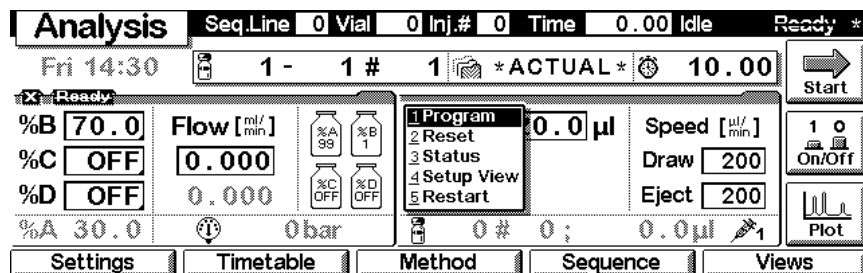 Analysis Seq.Line 0 Vial 0 Inj.# 0 Time 0.00 Idle Ready *
Fri 14:30 1 - 1 # 1 *ACTUAL* 10.00
Start
X Ready
%B 70.0 Flow [ml/min] %A 99 %B 1
1 Program
2 Reset
3 Status
4 Setup View
5 Restart
0.0 µl Speed [µl/min]
1 0
On/Off
%C OFF 0.000 Draw 200
%D OFF 0.000 %C OFF %D OFF Eject 200
%A 30.0 0bar 0 # 0 ; 0.0µl 1
Plot
Settings Timetable Method Sequence Views